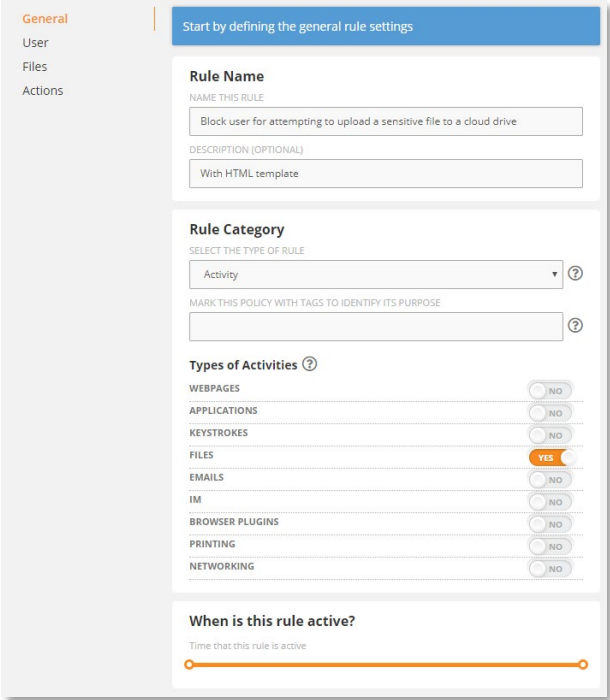 General
User
Files
Actions
Start by defining the general rule settings
Rule Name
NAME THIS RULE
Block user for attempting to upload a sensitive file to a cloud drive
DESCRIPTION (OPTIONAL)
With HTML template
Rule Category
SELECT THE TYPE OF RULE
Activity
MARK THIS POLICY WITH TAGS TO IDENTIFY ITS PURPOSE
Types of Activities
WEBPAGES NO
APPLICATIONS NO
KEYSTROKES NO
FILES YES
EMAILS NO
IM NO
BROWSER PLUGINS NO
PRINTING NO
NETWORKING NO
When is this rule active?
Time that this rule is active